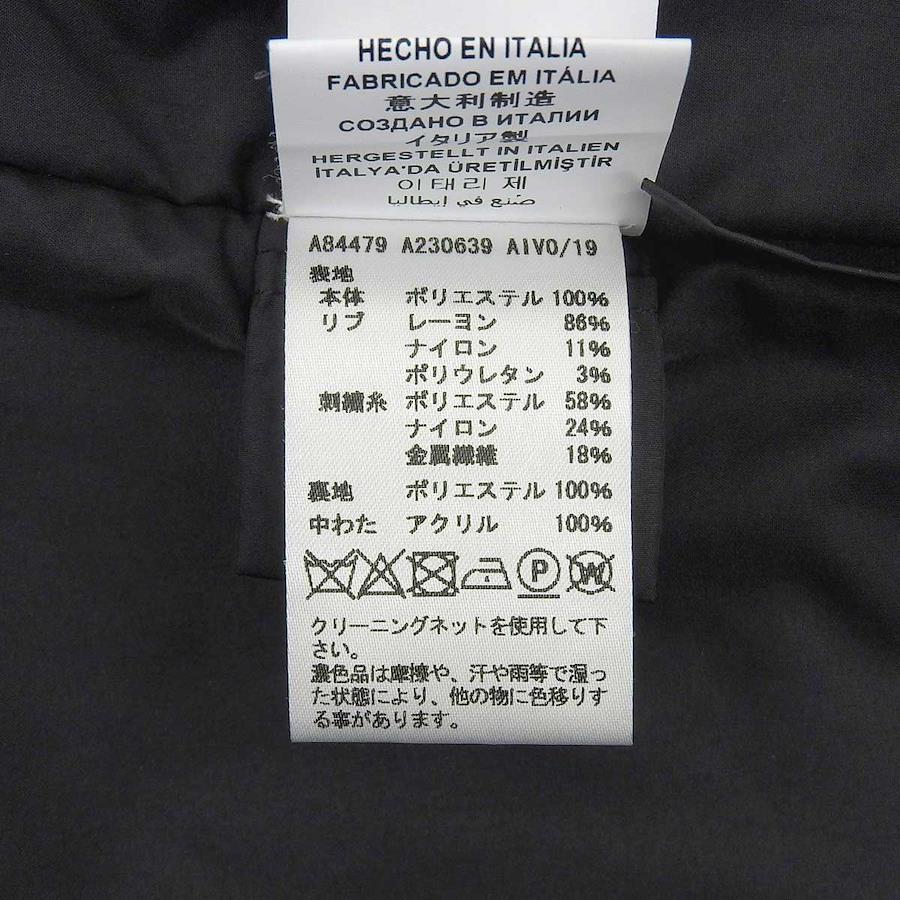 HECHO EN ITALIA
FABRICADO EM ITÁLIA
意大利制造
СОЗДАНО В ИТАЛИИ
イタリア製
HERGESTELLT IN ITALIEN
İTALYA'DA ÜRETİLMİŞTİR
이태리 제
صُنع في إيطاليا
A84479 A230639 AIV0/19
表地
本体 ポリエステル 100%
リブ レーヨン 86%
ナイロン 11%
ポリウレタン 3%
刺繍糸 ポリエステル 58%
ナイロン 24%
金属繊維 18%
裏地 ポリエステル 100%
中わた アクリル 100%
P W
クリーニングネットを使用して下
さい。
濃色品は摩擦や、汗や雨等で湿っ
た状態により、他の物に色移りす
る事があります。